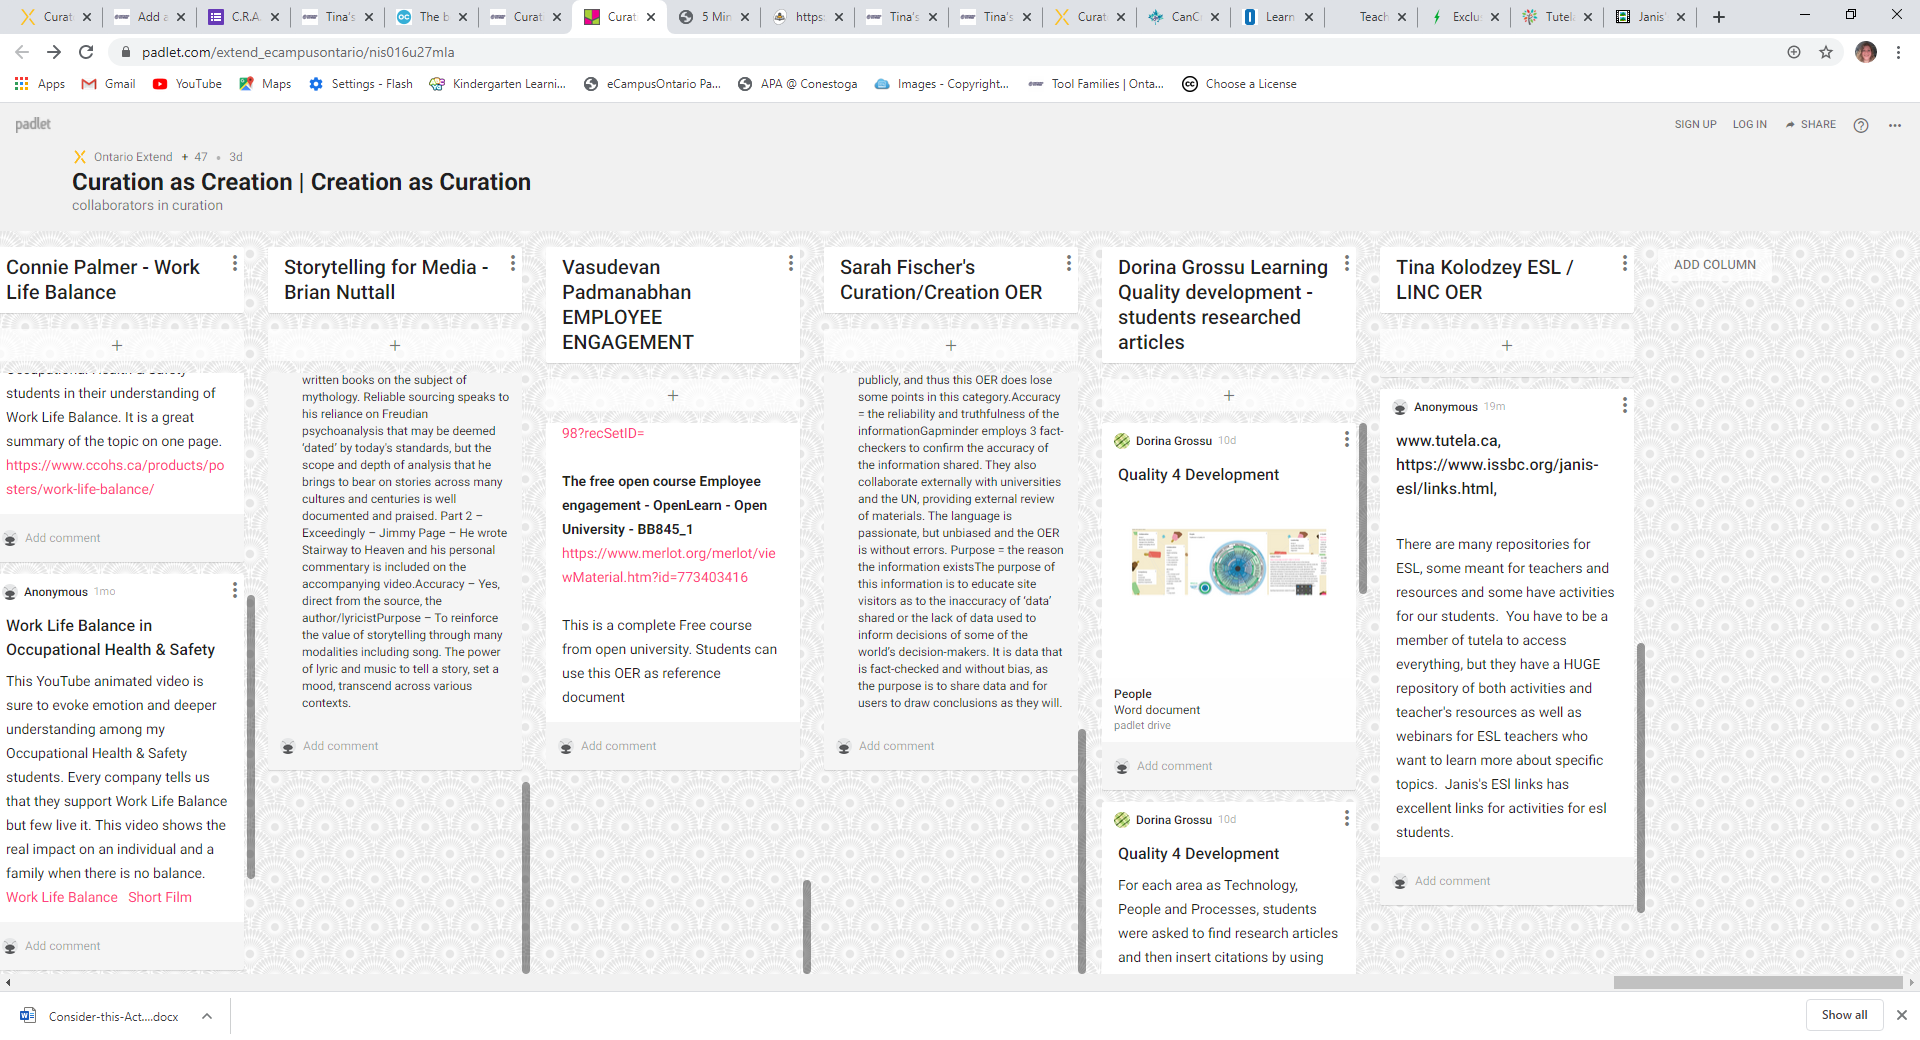 Curati
Add a
C.R.A.
Tina's
The b
Curat
Curat
5 Min
https:
Tina's
Tina's
Curat
CanC
Learn
Teach
Exclu
Tutel
Janis'
padlet.com/extend_ecampusontario/nis016u27mla
Apps
Gmail
YouTube
Maps
Settings - Flash
Kindergarten Learni...
eCampusOntario Pa...
APA @ Conestoga
Images - Copyright...
Tool Families | Onta...
Choose a License
padlet
SIGN UP
LOG IN
SHARE
Ontario Extend + 47 • 3d
Curation as Creation | Creation as Curation
collaborators in curation
Connie Palmer - Work
Life Balance
+
students in their understanding of
Work Life Balance. It is a great
summary of the topic on one page.
https://www.ccohs.ca/products/po
sters/work-life-balance/
Add comment
Anonymous 1mo
Work Life Balance in
Occupational Health & Safety
This YouTube animated video is
sure to evoke emotion and deeper
understanding among my
Occupational Health & Safety
students. Every company tells us
that they support Work Life Balance
but few live it. This video shows the
real impact on an individual and a
family when there is no balance.
Work Life Balance Short Film
Add comment
Storytelling for Media -
Brian Nuttall
+
written books on the subject of
mythology. Reliable sourcing speaks to
his reliance on Freudian
psychoanalysis that may be deemed
‘dated’ by today's standards, but the
scope and depth of analysis that he
brings to bear on stories across many
cultures and centuries is well
documented and praised. Part 2 –
Exceedingly – Jimmy Page – He wrote
Stairway to Heaven and his personal
commentary is included on the
accompanying video.Accuracy – Yes,
direct from the source, the
author/lyricistPurpose – To reinforce
the value of storytelling through many
modalities including song. The power
of lyric and music to tell a story, set a
mood, transcend across various
contexts.
Add comment
Vasudevan
Padmanabhan
EMPLOYEE
ENGAGEMENT
+
98?recSetID=
The free open course Employee
engagement - OpenLearn - Open
University - BB845_1
https://www.merlot.org/merlot/vie
wMaterial.htm?id=773403416
This is a complete Free course
from open university. Students can
use this OER as reference
document
Add comment
Sarah Fischer's
Curation/Creation OER
+
publicly, and thus this OER does lose
some points in this category.Accuracy
= the reliability and truthfulness of the
informationGapminder employs 3 fact-
checkers to confirm the accuracy of
the information shared. They also
collaborate externally with universities
and the UN, providing external review
of materials. The language is
passionate, but unbiased and the OER
is without errors. Purpose = the reason
the information existsThe purpose of
this information is to educate site
visitors as to the inaccuracy of ‘data’
shared or the lack of data used to
inform decisions of some of the
world’s decision-makers. It is data that
is fact-checked and without bias, as
the purpose is to share data and for
users to draw conclusions as they will.
Add comment
Dorina Grossu Learning
Quality development -
students researched
articles
+
Dorina Grossu 10d
Quality 4 Development
People
Word document
padlet drive
Add comment
Dorina Grossu 10d
Quality 4 Development
For each area as Technology,
People and Processes, students
were asked to find research articles
and then insert citations by using
Tina Kolodzey ESL /
LINC OER
+
Anonymous 19m
www.tutela.ca,
https://www.issbc.org/janis-
esl/links.html,
There are many repositories for
ESL, some meant for teachers and
resources and some have activities
for our students. You have to be a
member of tutela to access
everything, but they have a HUGE
repository of both activities and
teacher's resources as well as
webinars for ESL teachers who
want to learn more about specific
topics. Janis's ESl links has
excellent links for activities for esl
students.
Add comment
ADD COLUMN
Consider-this-Act....docx
Show all